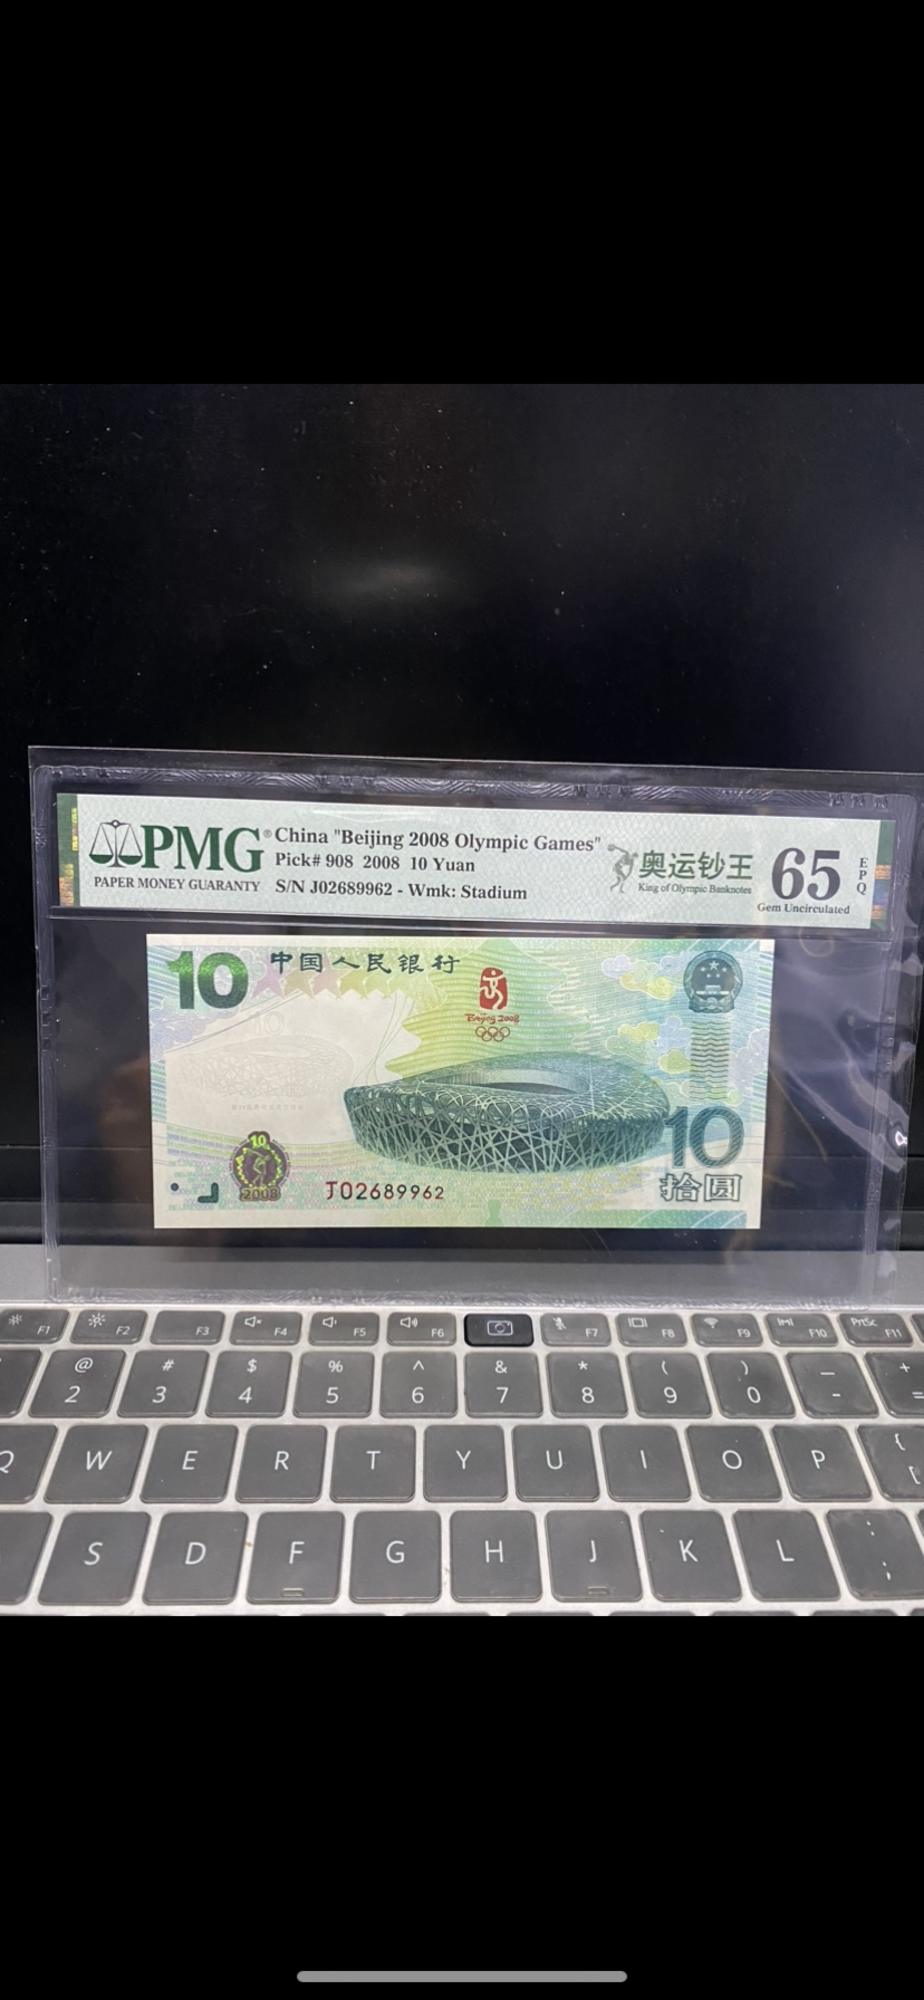 PMG®
PAPER MONEY GUARANTY
China "Beijing 2008 Olympic Games"
Pick# 908 2008 10 Yuan
S/N J02689962 - Wmk: Stadium
奥运钞王
King of Olympic Banknotes
65
EPQ
Gem Uncirculated
10
中国人民银行
Beijing 2008
10
2008
J02689962
10
拾圆
F1 F2 F3 F4 F5 F6 F7 F8 F9 F10 PrtSc F11
@ # $ % ^ & * ( ) — +
2 3 4 5 6 7 8 9 0 - =
Q W E R T Y U I O P { [
S D F G H J K L : ;